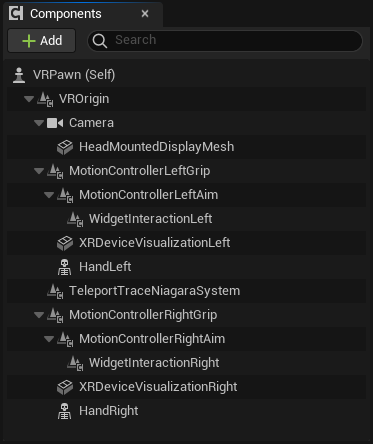 Components
Add
Search
VRPawn (Self)
VROrigin
Camera
HeadMountedDisplayMesh
MotionControllerLeftGrip
MotionControllerLeftAim
WidgetInteractionLeft
XRDeviceVisualizationLeft
HandLeft
TeleportTraceNiagaraSystem
MotionControllerRightGrip
MotionControllerRightAim
WidgetInteractionRight
XRDeviceVisualizationRight
HandRight